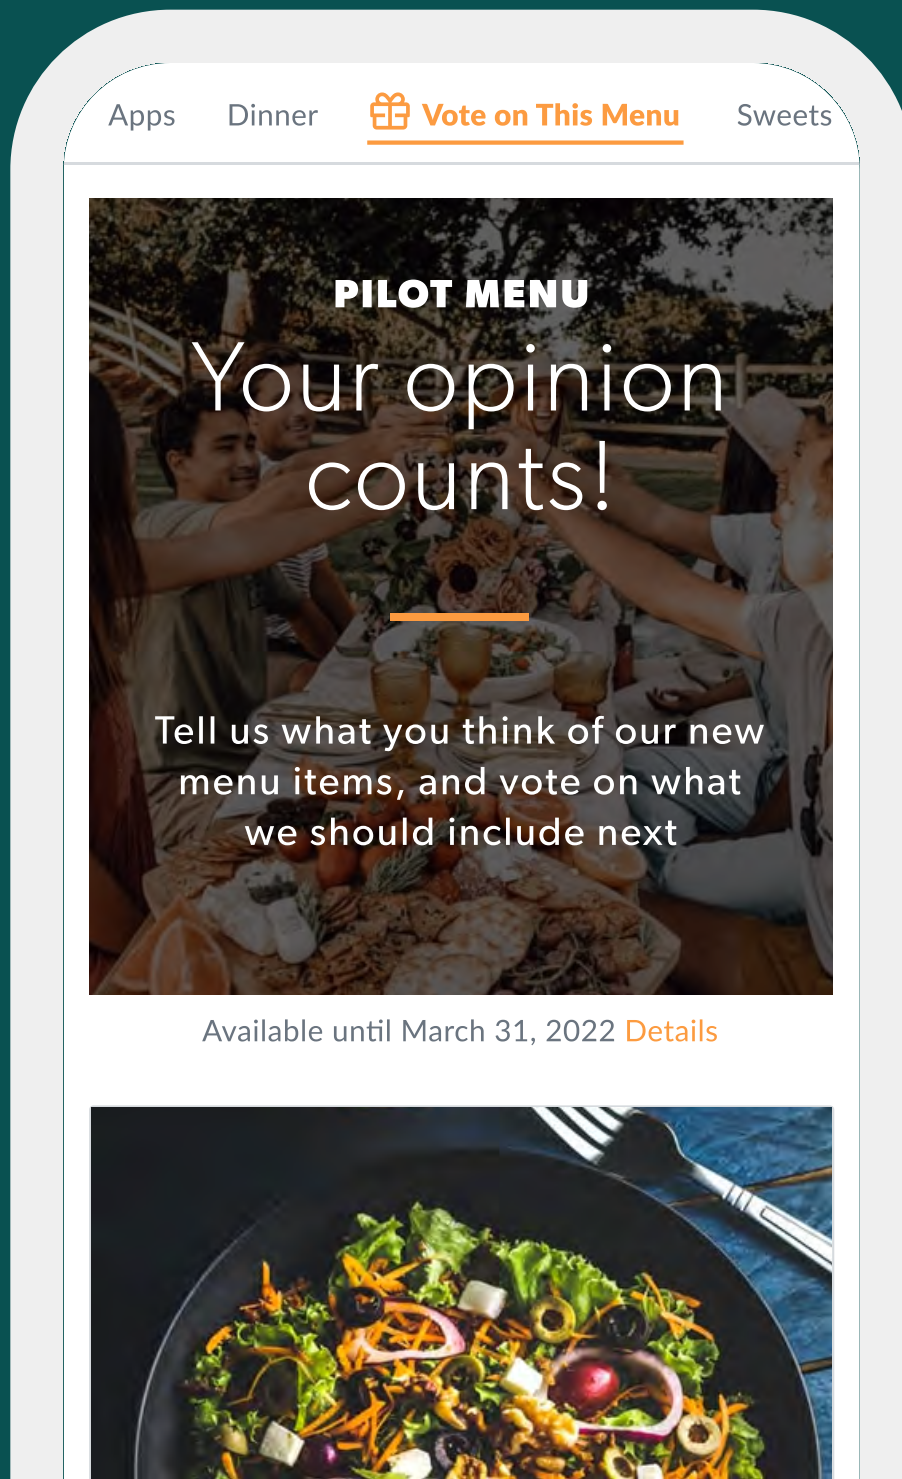 Apps Dinner Vote on This Menu Sweets
PILOT MENU
Your opinion
counts!
Tell us what you think of our new
menu items, and vote on what
we should include next
Available until March 31, 2022 Details